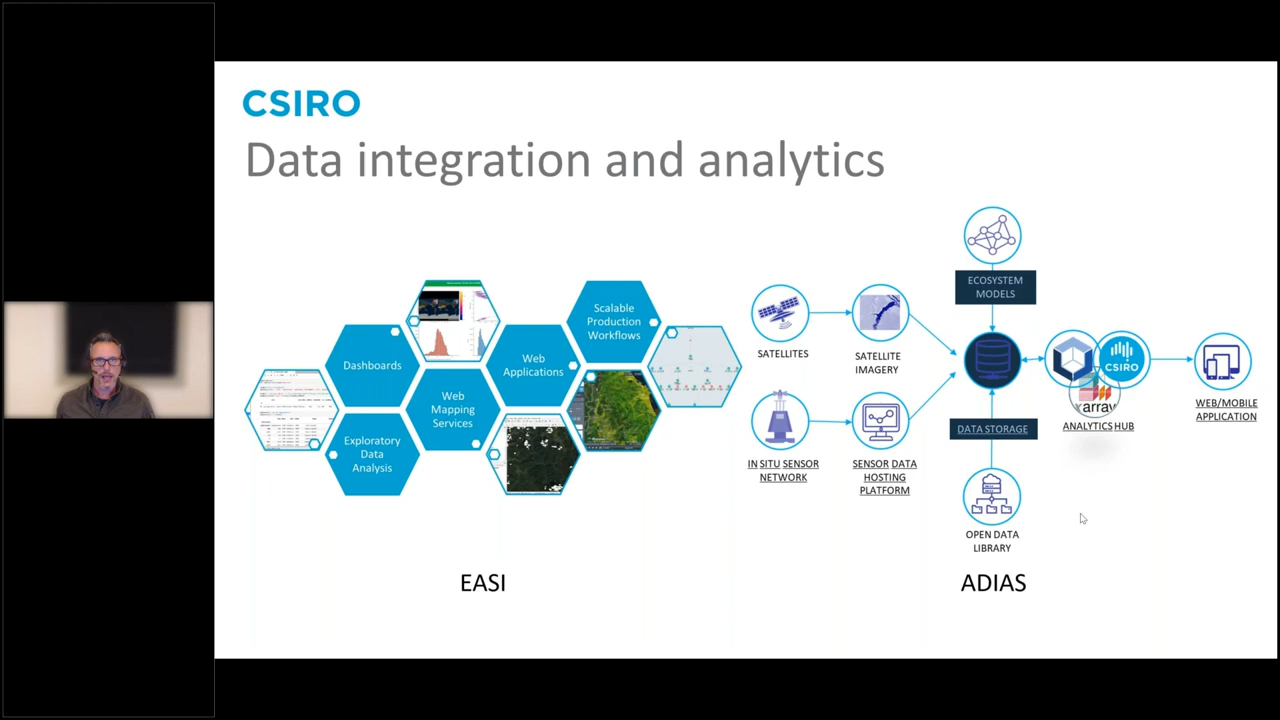 CSIRO
Data integration and analytics
Scalable
Production
Workflows
Dashboards
Web
Applications
Web
Mapping
Services
Exploratory
Data
Analysis
EASI
ECOSYSTEM
MODELS
SATELLITES
SATELLITE
IMAGERY
CSIRO
array
ANALYTICS HUB
WEB/MOBILE
APPLICATION
DATA STORAGE
IN SITU SENSOR
NETWORK
SENSOR DATA
HOSTING
PLATFORM
OPEN DATA
LIBRARY
ADIAS